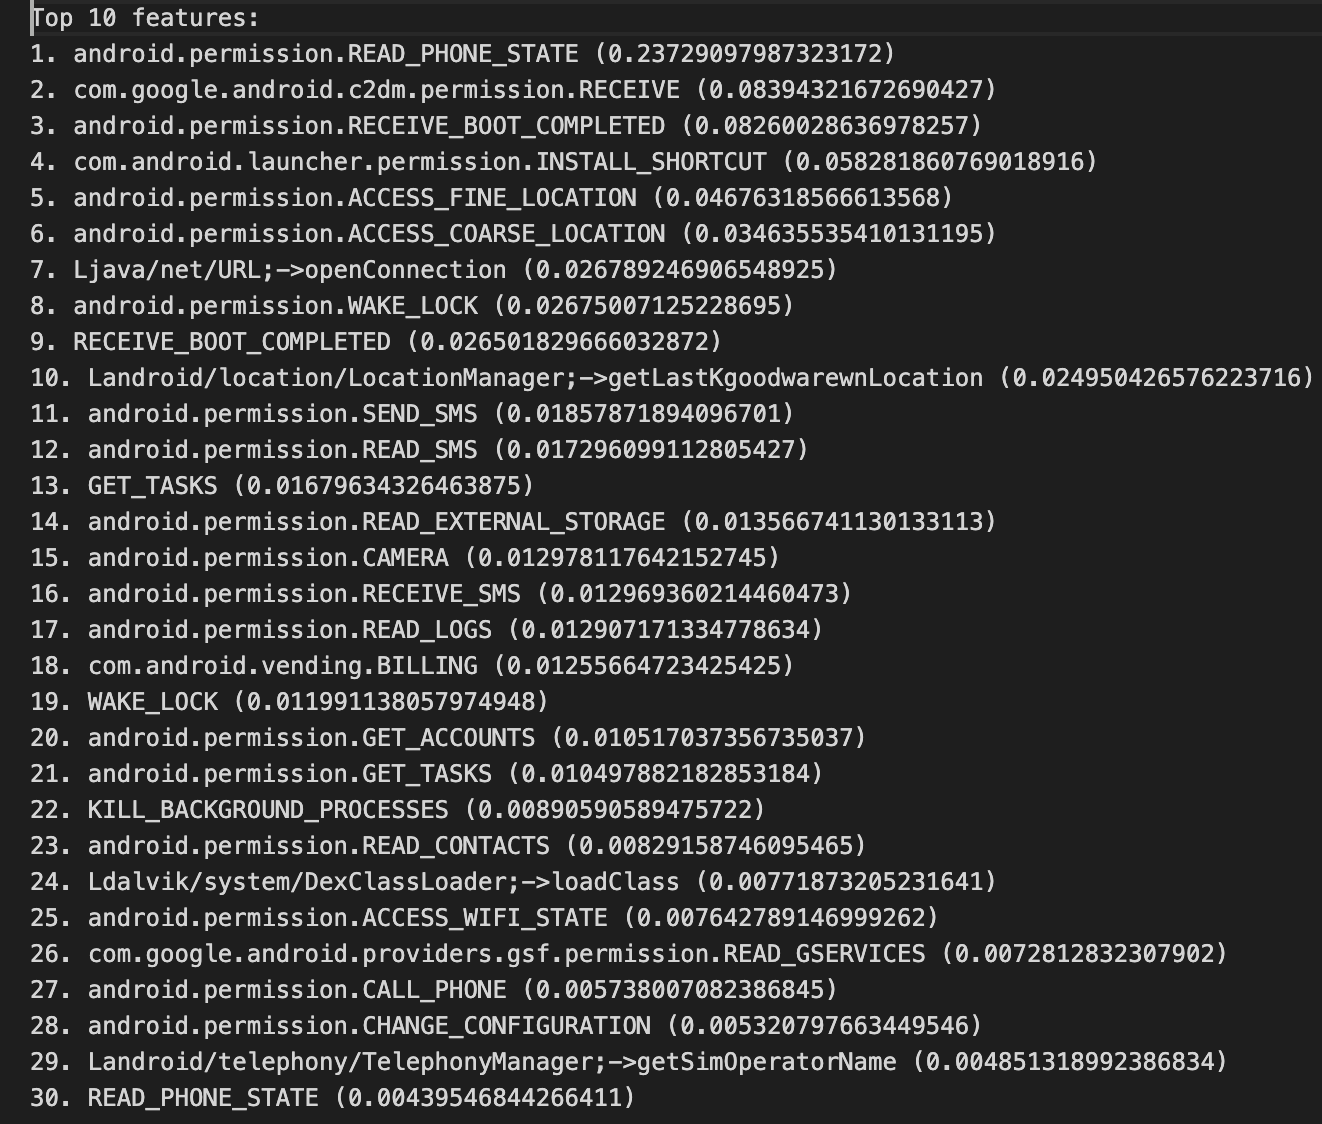 Top 10 features:
1. android.permission.READ_PHONE_STATE (0.23729097987323172)
2. com.google.android.c2dm.permission.RECEIVE (0.08394321672690427)
3. android.permission.RECEIVE_BOOT_COMPLETED (0.08260028636978257)
4. com.android.launcher.permission.INSTALL_SHORTCUT (0.058281860769018916)
5. android.permission.ACCESS_FINE_LOCATION (0.04676318566613568)
6. android.permission.ACCESS_COARSE_LOCATION (0.034635535410131195)
7. Ljava/net/URL;->openConnection (0.026789246906548925)
8. android.permission.WAKE_LOCK (0.02675007125228695)
9. RECEIVE_BOOT_COMPLETED (0.026501829666032872)
10. Landroid/location/LocationManager;->getLastKgoodwarewnLocation (0.024950426576223716)
11. android.permission.SEND_SMS (0.01857871894096701)
12. android.permission.READ_SMS (0.017296099112805427)
13. GET_TASKS (0.01679634326463875)
14. android.permission.READ_EXTERNAL_STORAGE (0.013566741130133113)
15. android.permission.CAMERA (0.012978117642152745)
16. android.permission.RECEIVE_SMS (0.012969360214460473)
17. android.permission.READ_LOGS (0.012907171334778634)
18. com.android.vending.BILLING (0.01255664723425425)
19. WAKE_LOCK (0.011991138057974948)
20. android.permission.GET_ACCOUNTS (0.010517037356735037)
21. android.permission.GET_TASKS (0.010497882182853184)
22. KILL_BACKGROUND_PROCESSES (0.00890590589475722)
23. android.permission.READ_CONTACTS (0.00829158746095465)
24. Ldalvik/system/DexClassLoader;->loadClass (0.00771873205231641)
25. android.permission.ACCESS_WIFI_STATE (0.007642789146999262)
26. com.google.android.providers.gsf.permission.READ_GSERVICES (0.0072812832307902)
27. android.permission.CALL_PHONE (0.005738007082386845)
28. android.permission.CHANGE_CONFIGURATION (0.005320797663449546)
29. Landroid/telephony/TelephonyManager;->getSimOperatorName (0.004851318992386834)
30. READ_PHONE_STATE (0.00439546844266411)